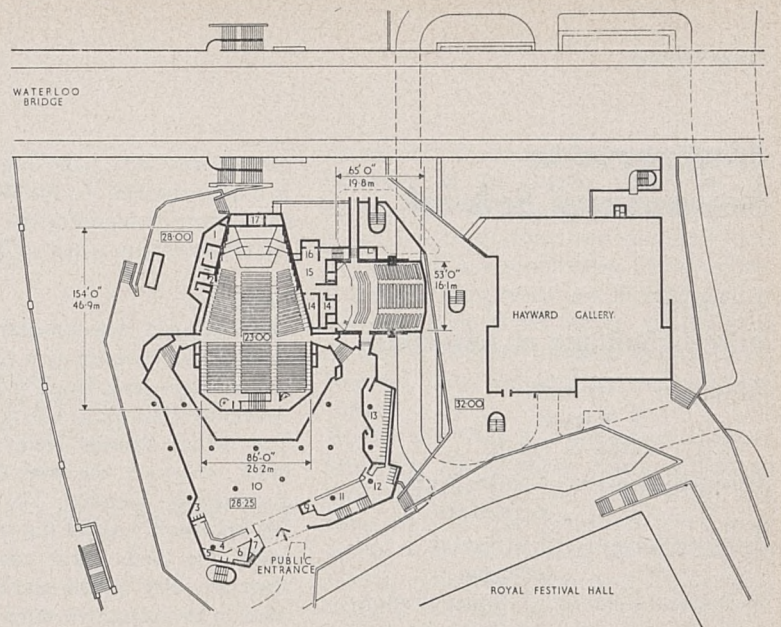 WATERLOO
BRIDGE
65'0"
19·8m
17
28·00
1
16
15
154'0"
46·9m
14
14
53'0"
16·1m
HAYWARD GALLERY
23·00
13
32·00
86'-0"
26·2m
10
28·25
12
11
9
3
4
5
6
7
PUBLIC
ENTRANCE
ROYAL FESTIVAL HALL